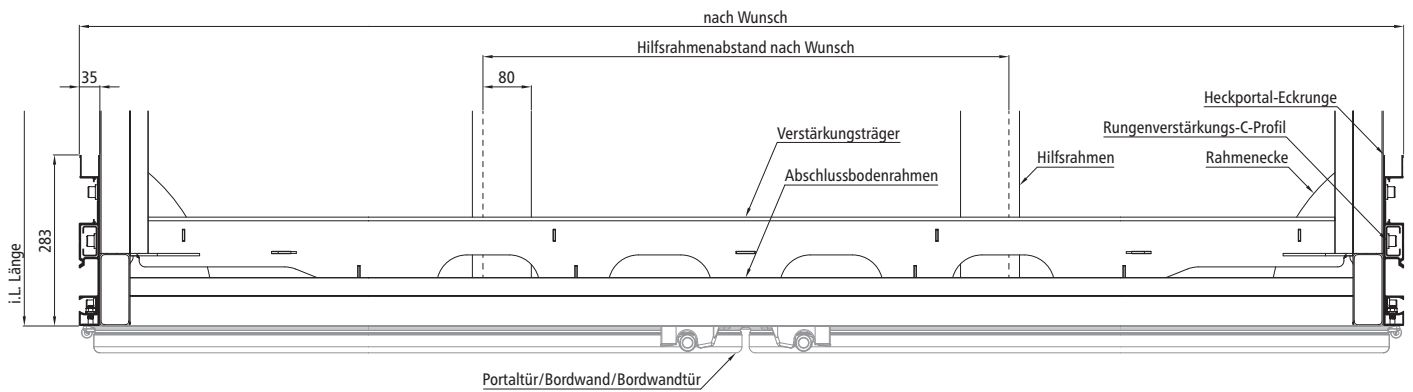 nach Wunsch
Hilfsrahmenabstand nach Wunsch
35
80
Heckportal-Eckrunge
Rungenverstärkungs-C-Profil
Verstärkungsträger
Hilfsrahmen
Rahmenecke
Abschlussbodenrahmen
283
i.L. Länge
Portaltür/Bordwand/Bordwandtür